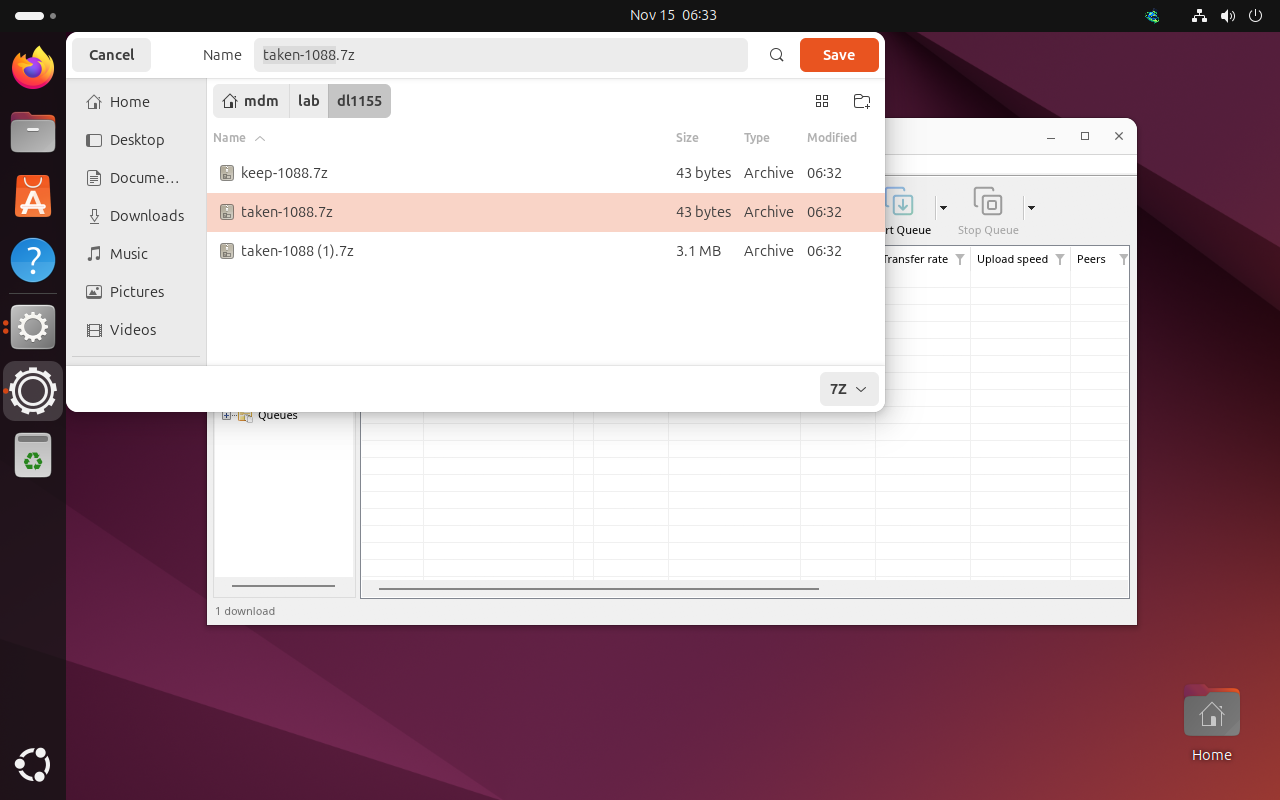 Nov 15 06:33
Cancel
Name
taken-1088.7z
Save
Home
Desktop
Docume…
Downloads
Music
Pictures
Videos
mdm
lab
dl1155
Name
Size
Type
Modified
keep-1088.7z
43 bytes
Archive
06:32
taken-1088.7z
43 bytes
Archive
06:32
taken-1088 (1).7z
3.1 MB
Archive
06:32
7Z
rt Queue
Stop Queue
Transfer rate
Upload speed
Peers
Queues
1 download
Home